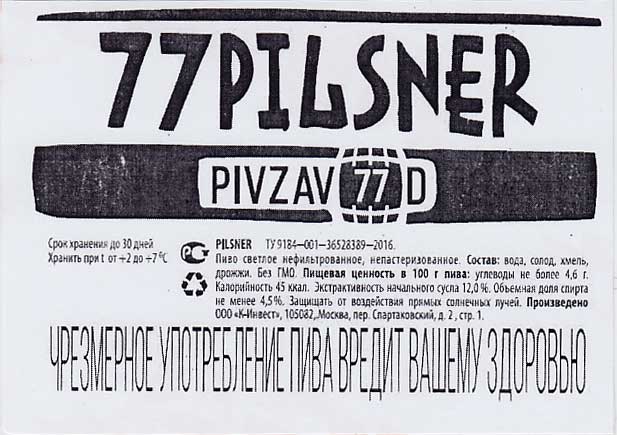 77PILSNER
PIVZAV 77 D
Срок хранения до 30 дней
Хранить при t от +2 до +7 °С
РСТ
PILSNER ТУ 9184–001–36528389–2016.
Пиво светлое нефильтрованное, непастеризованное. Состав: вода, солод, хмель,
дрожжи. Без ГМО. Пищевая ценность в 100 г пива: углеводы не более 4,6 г.
Калорийность 45 ккал. Экстрактивность начального сусла 12,0 %. Объемная доля спирта
не менее 4,5 %. Защищать от воздействия прямых солнечных лучей. Произведено
ООО «К-Инвест», 105082,.Москва, пер. Спартаковский, д. 2 , стр. 1.
ЧРЕЗМЕРНОЕ УПОТРЕБЛЕНИЕ ПИВА ВРЕДИТ ВАШЕМУ ЗДОРОВЬЮ